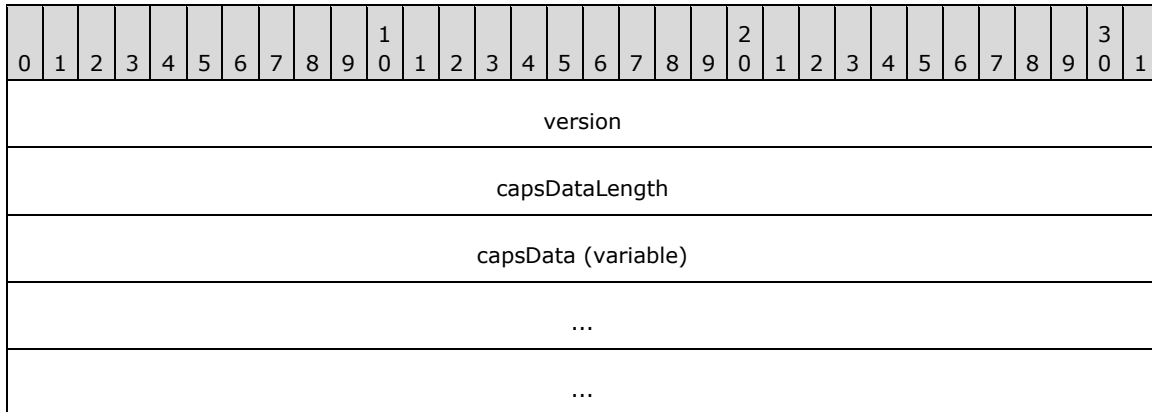 0 1 2 3 4 5 6 7 8 9 1 0 1 2 3 4 5 6 7 8 9 2 0 1 2 3 4 5 6 7 8 9 3 0 1
version
capsDataLength
capsData (variable)
...
...